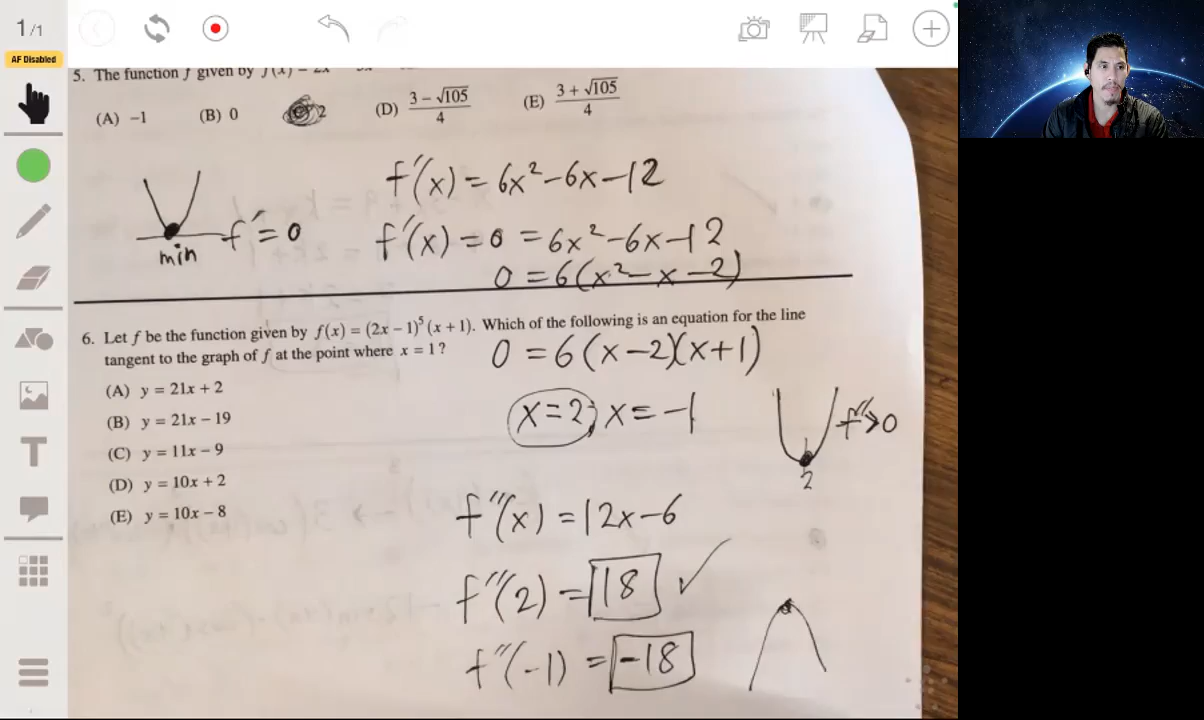 1/1
AF Disabled
5. The function f given by f(x) = 2x
(A) −1 (B) 0 2 (D) (3 − √105)/4 (E) (3 + √105)/4
f'(x) = 6x² − 6x − 12
f' = 0
min
f'(x) = 0 = 6x² − 6x − 12
0 = 6(x² − x − 2)
6. Let f be the function given by f(x) = (2x − 1)⁵ (x + 1). Which of the following is an equation for the line
tangent to the graph of f at the point where x = 1?
0 = 6(x−2)(x+1)
(A) y = 21x + 2
(B) y = 21x − 19
(C) y = 11x − 9
(D) y = 10x + 2
(E) y = 10x − 8
x = 2, x = −1
f''>0
2
f''(x) = 12x − 6
f''(2) = 18 ✓
f''(−1) = −18
T